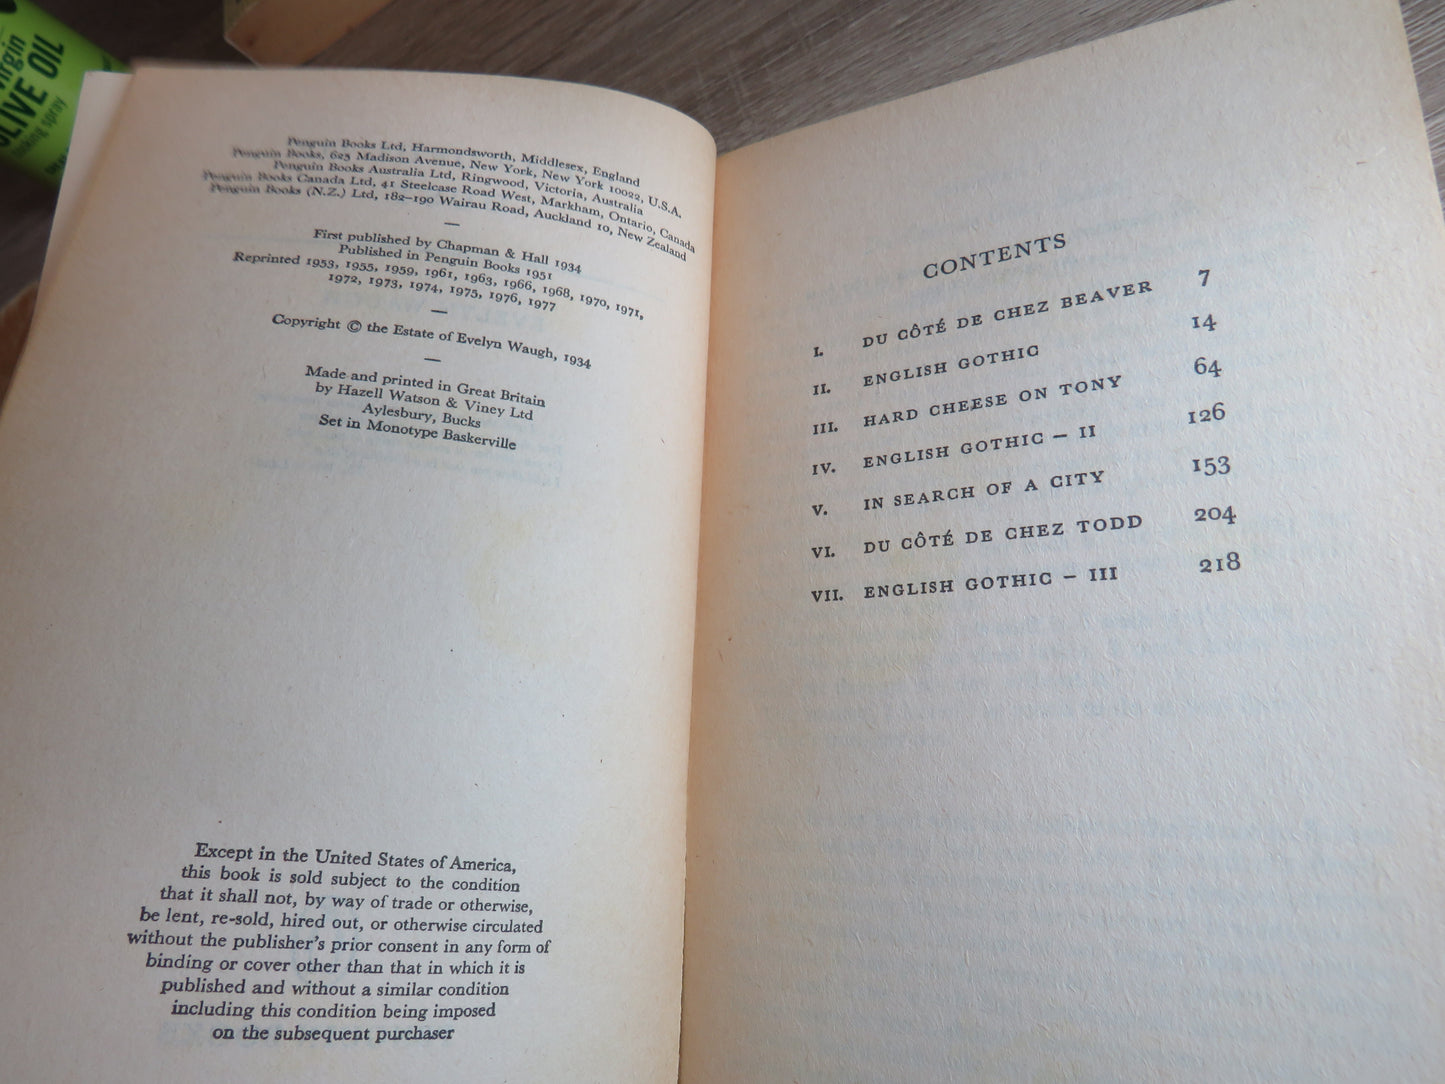 Virgin
OLIVE OIL
cooking spray
Penguin Books Ltd, Harmondsworth, Middlesex, England
Penguin Books, 625 Madison Avenue, New York, New York 10022, U.S.A.
Penguin Books Australia Ltd, Ringwood, Victoria, Australia
Penguin Books Canada Ltd, 41 Steelcase Road West, Markham, Ontario, Canada
Penguin Books (N.Z.) Ltd, 182–190 Wairau Road, Auckland 10, New Zealand
—
First published by Chapman & Hall 1934
Published in Penguin Books 1951
Reprinted 1953, 1955, 1959, 1961, 1963, 1966, 1968, 1970, 1971,
1972, 1973, 1974, 1975, 1976, 1977
—
Copyright © the Estate of Evelyn Waugh, 1934
—
Made and printed in Great Britain
by Hazell Watson & Viney Ltd
Aylesbury, Bucks
Set in Monotype Baskerville
Except in the United States of America,
this book is sold subject to the condition
that it shall not, by way of trade or otherwise,
be lent, re-sold, hired out, or otherwise circulated
without the publisher's prior consent in any form of
binding or cover other than that in which it is
published and without a similar condition
including this condition being imposed
on the subsequent purchaser
CONTENTS
I. DU CÔTÉ DE CHEZ BEAVER 7
II. ENGLISH GOTHIC 14
III. HARD CHEESE ON TONY 64
IV. ENGLISH GOTHIC – II 126
V. IN SEARCH OF A CITY 153
VI. DU CÔTÉ DE CHEZ TODD 204
VII. ENGLISH GOTHIC – III 218